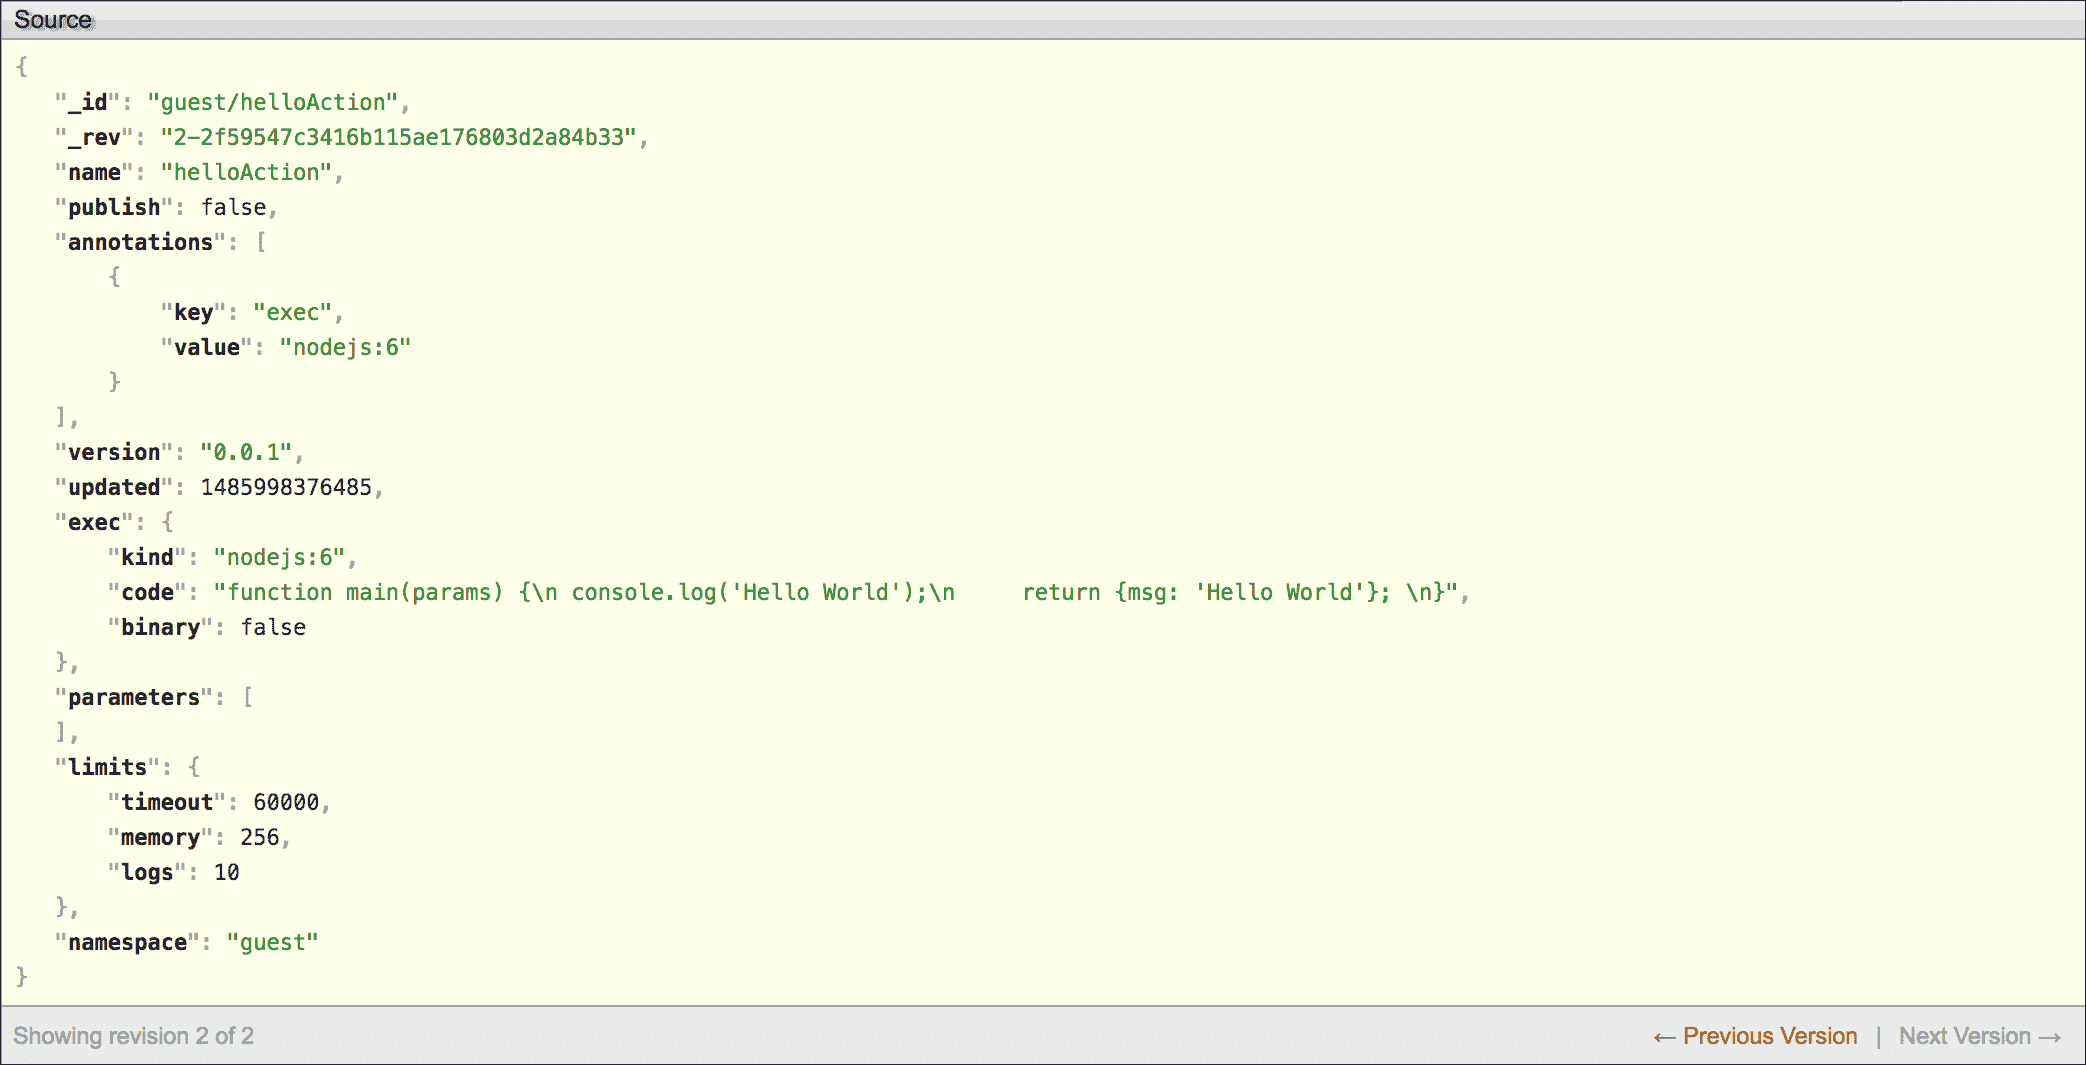 Source
{
   "_id": "guest/helloAction",
   "_rev": "2-2f59547c3416b115ae176803d2a84b33",
   "name": "helloAction",
   "publish": false,
   "annotations": [
       {
           "key": "exec",
           "value": "nodejs:6"
       }
   ],
   "version": "0.0.1",
   "updated": 1485998376485,
   "exec": {
       "kind": "nodejs:6",
       "code": "function main(params) {\n console.log('Hello World');\n     return {msg: 'Hello World'}; \n}",
       "binary": false
   },
   "parameters": [
   ],
   "limits": {
       "timeout": 60000,
       "memory": 256,
       "logs": 10
   },
   "namespace": "guest"
}
Showing revision 2 of 2
← Previous Version | Next Version →